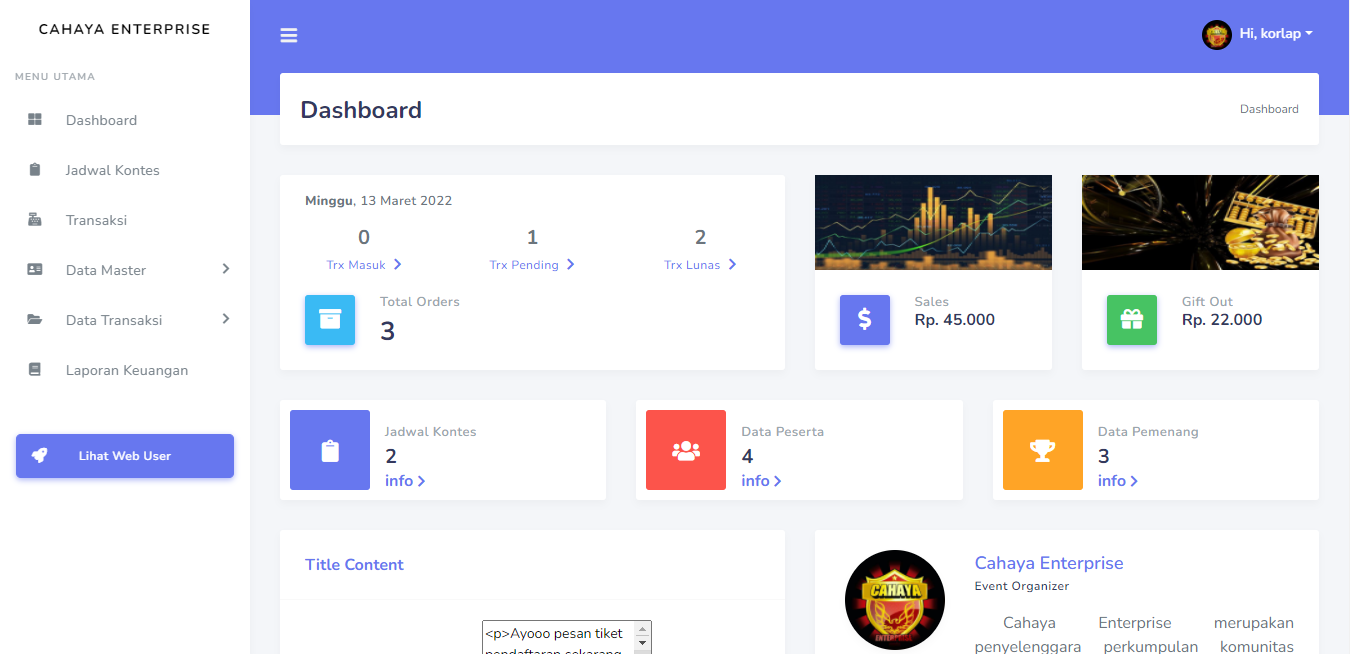 CAHAYA ENTERPRISE
Hi, korlap
MENU UTAMA
Dashboard
Jadwal Kontes
Transaksi
Data Master
Data Transaksi
Laporan Keuangan
Lihat Web User
Dashboard
Dashboard
Minggu, 13 Maret 2022
0
1
2
Trx Masuk
Trx Pending
Trx Lunas
Total Orders
3
Sales
Rp. 45.000
Gift Out
Rp. 22.000
Jadwal Kontes
2
info
Data Peserta
4
info
Data Pemenang
3
info
Title Content
<p>Ayooo pesan tiket
pendaftaran sekarang
CAHAYA
ENTERPRISE
Cahaya Enterprise
Event Organizer
Cahaya Enterprise merupakan
penyelenggara perkumpulan komunitas